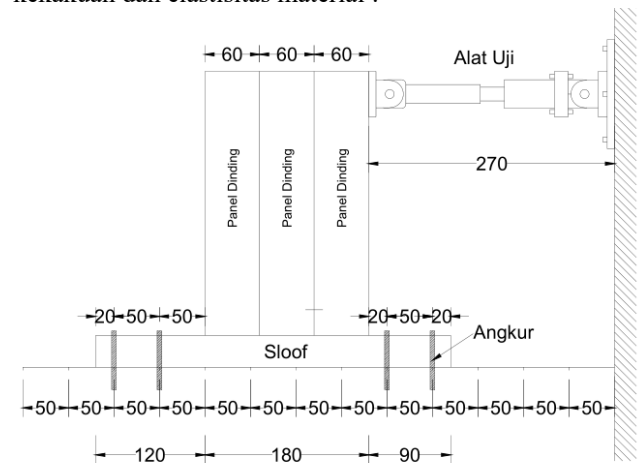 kekakuan dan elastisitas material .
60 60 60
Alat Uji
270
Panel Dinding
Panel Dinding
Panel Dinding
20 50 50 20 50 20
Angkur
Sloof
50 50 50 50 50 50 50 50 50 50 50 50 50
120 180 90